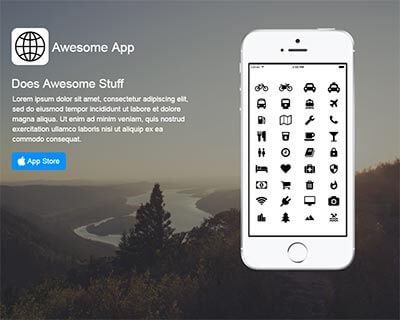 Awesome App
Does Awesome Stuff
Lorem ipsum dolor sit amet, consectetur adipiscing elit,
sed do eiusmod tempor incididunt ut labore et dolore
magna aliqua. Ut enim ad minim veniam, quis nostrud
exercitation ullamco laboris nisi ut aliquip ex ea
commodo consequat.
App Store